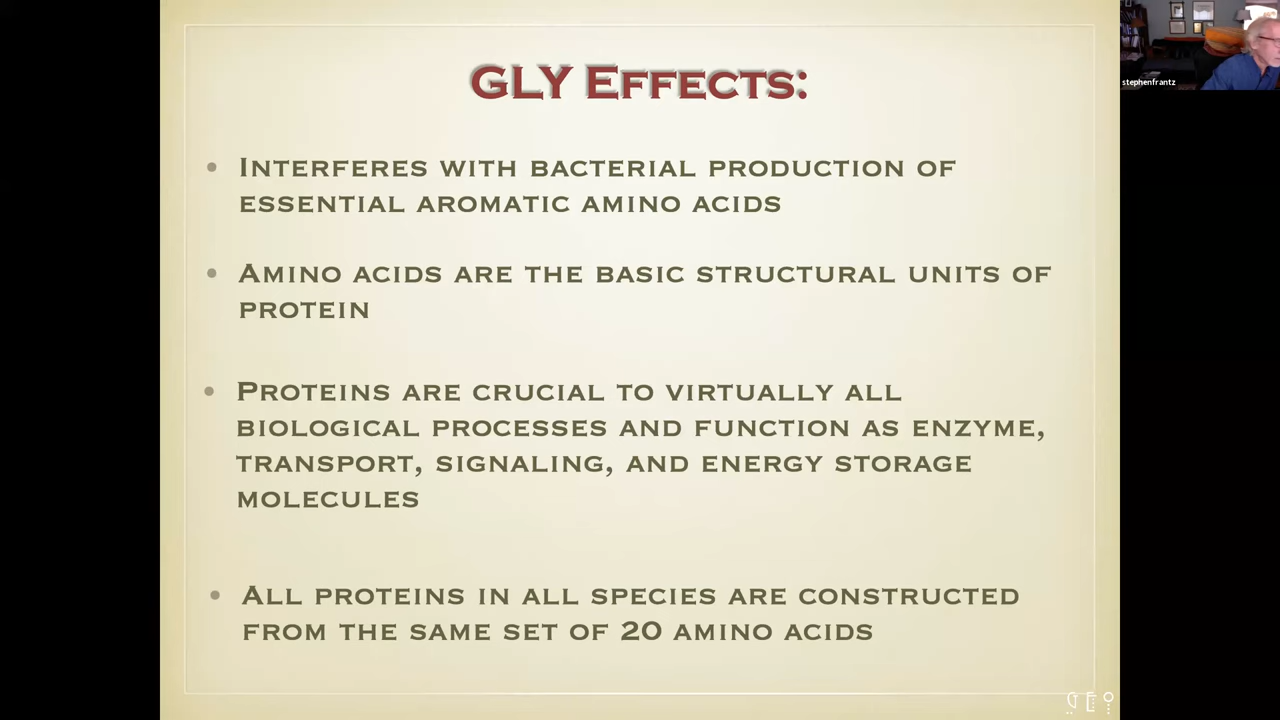 GLY Effects:
• Interferes with bacterial production of
essential aromatic amino acids
• Amino acids are the basic structural units of
protein
• Proteins are crucial to virtually all
biological processes and function as enzyme,
transport, signaling, and energy storage
molecules
• All proteins in all species are constructed
from the same set of 20 amino acids
stephenfrantz